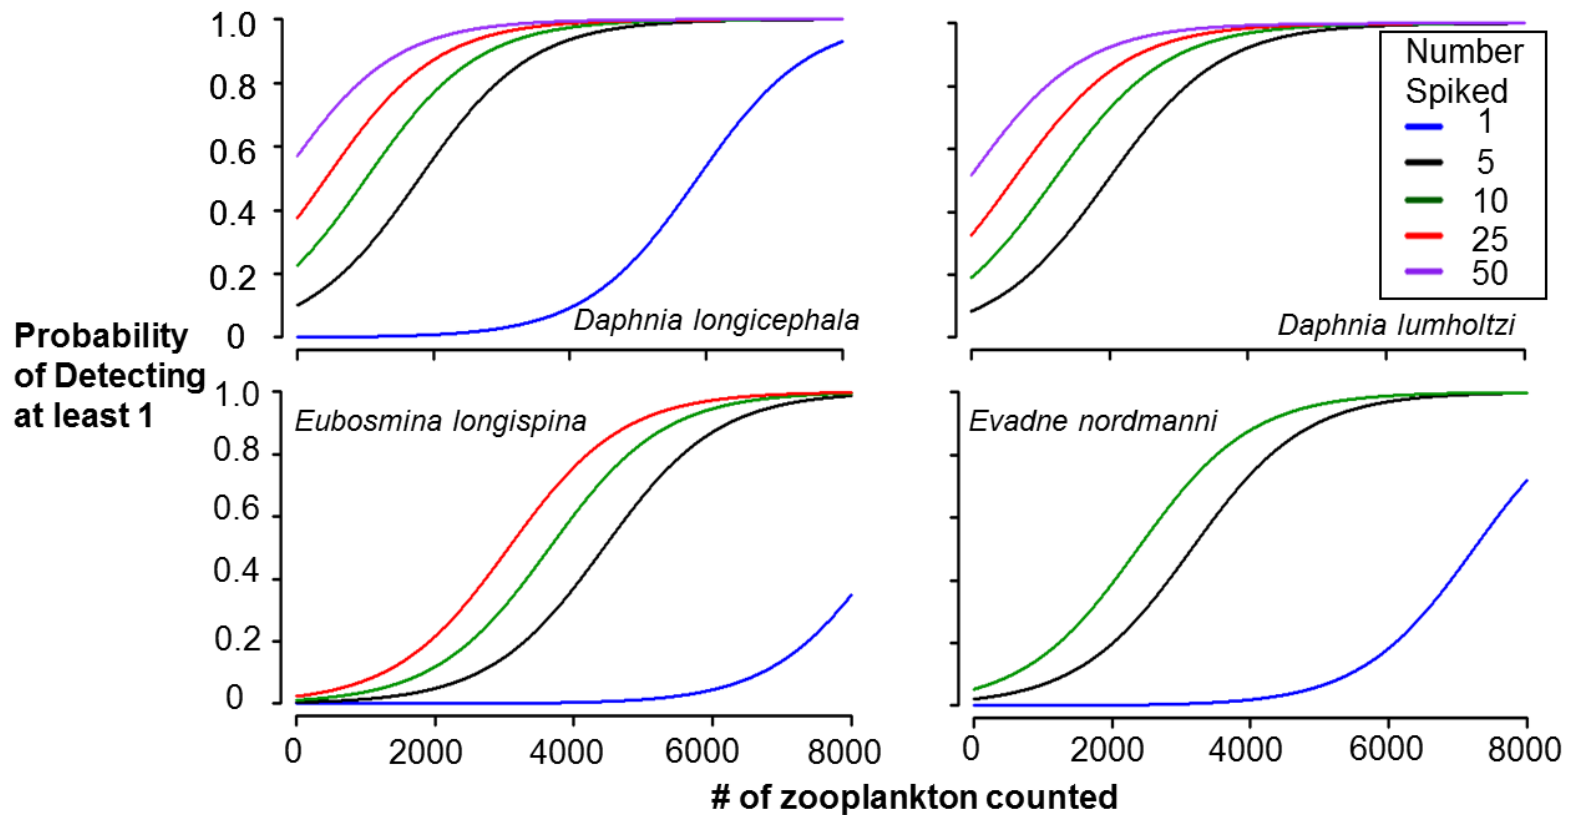 1.0
0.8
0.6
0.4
0.2
0
Daphnia longicephala
Number
Spiked
1
5
10
25
50
Daphnia lumholtzi
Probability
of Detecting
at least 1
1.0
0.8
0.6
0.4
0.2
0
Eubosmina longispina
Evadne nordmanni
0 2000 4000 6000 8000
0 2000 4000 6000 8000
# of zooplankton counted